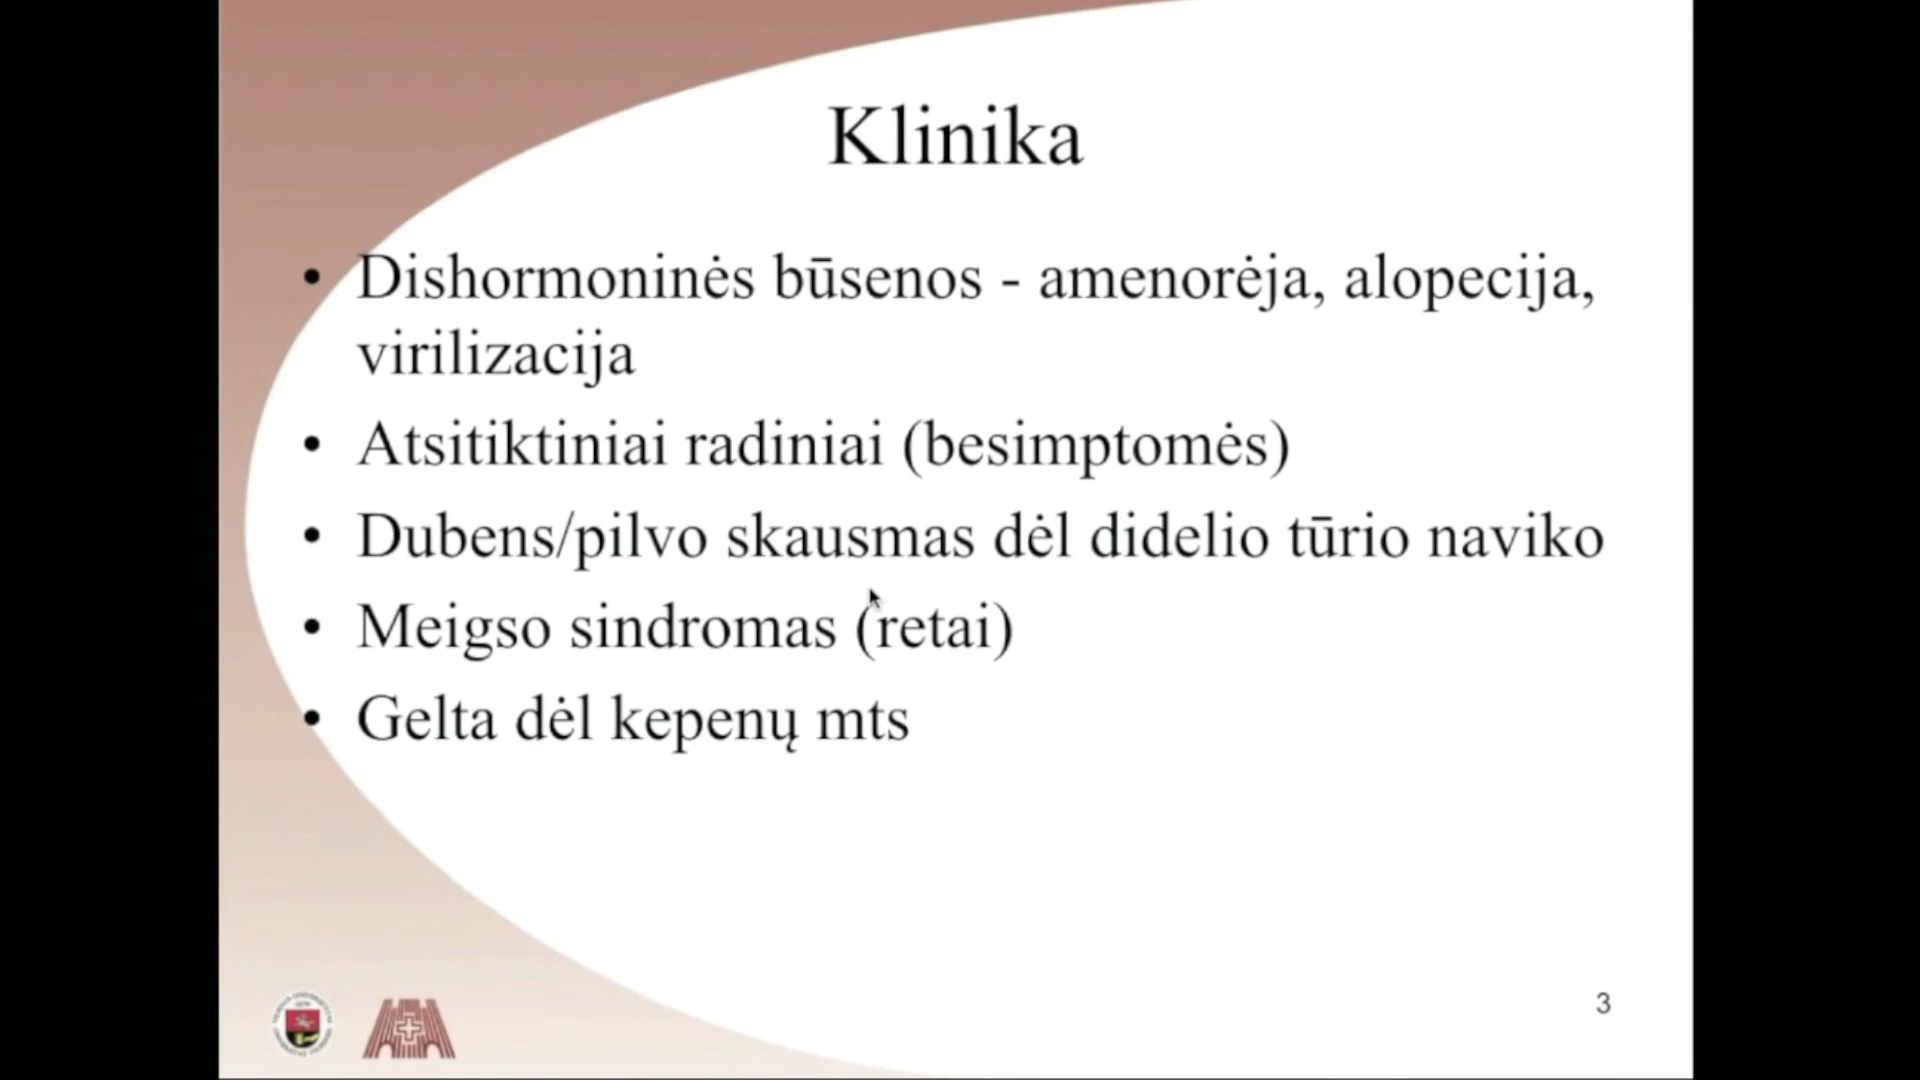 Klinika
• Dishormoninės būsenos - amenorėja, alopecija,
virilizacija
• Atsitiktiniai radiniai (besimptomės)
• Dubens/pilvo skausmas dėl didelio tūrio naviko
• Meigso sindromas (retai)
• Gelta dėl kepenų mts
3